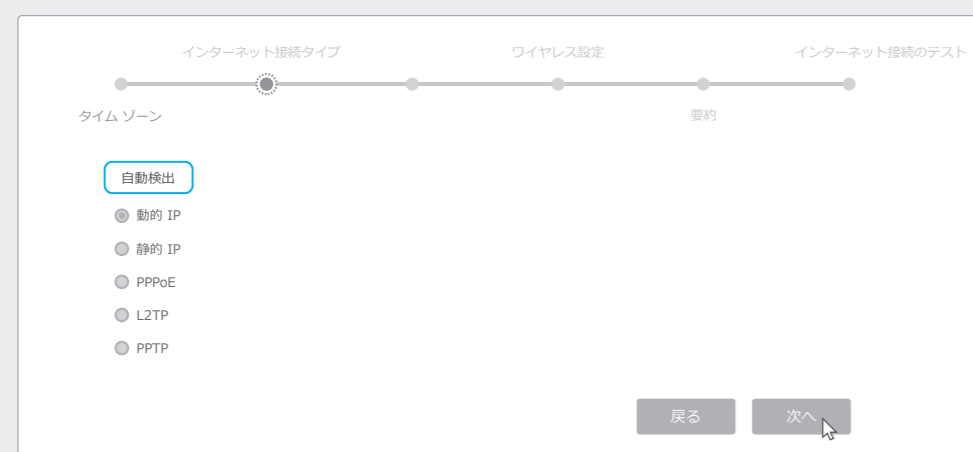 インターネット接続タイプ
ワイヤレス設定
インターネット接続のテスト
タイム ゾーン
要約
自動検出
動的 IP
静的 IP
PPPoE
L2TP
PPTP
戻る
次へ